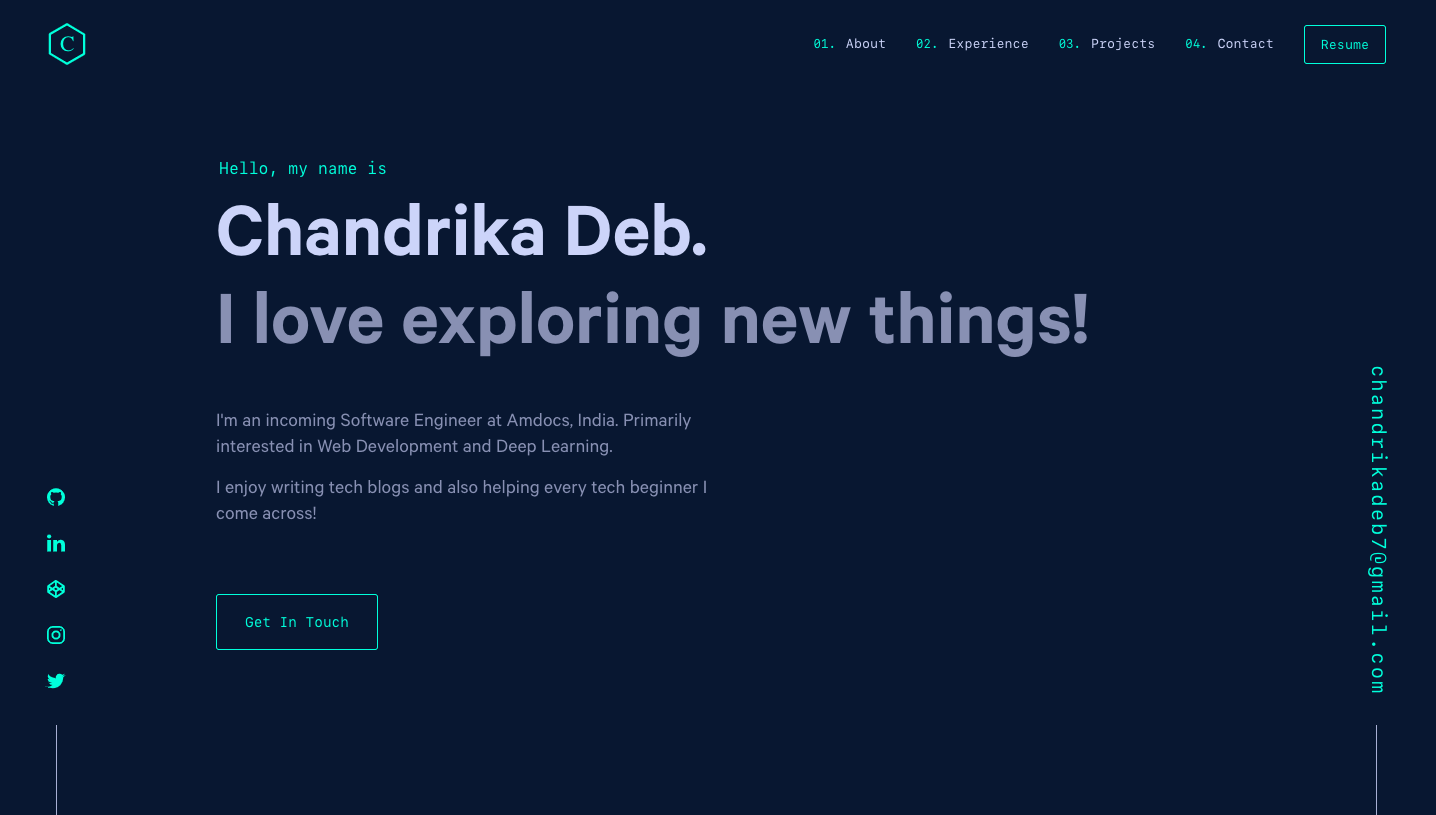 C
01. About 02. Experience 03. Projects 04. Contact Resume
Hello, my name is
Chandrika Deb.
I love exploring new things!
I'm an incoming Software Engineer at Amdocs, India. Primarily
interested in Web Development and Deep Learning.
I enjoy writing tech blogs and also helping every tech beginner I
come across!
Get In Touch
chandrikadeb7@gmail.com